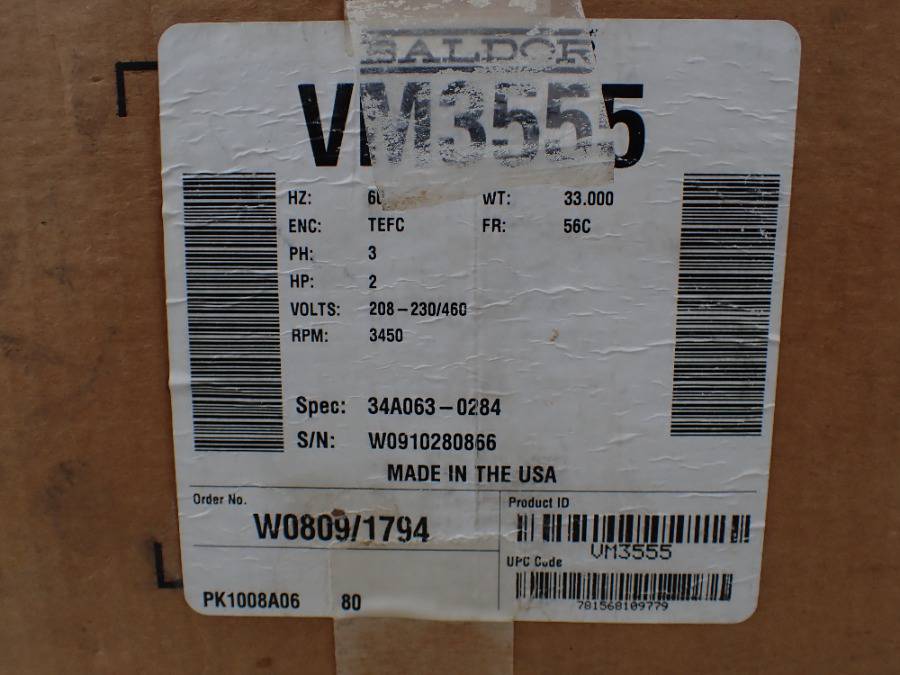 BALDOR
VM3555
HZ: 60 WT: 33.000
ENC: TEFC FR: 56C
PH: 3
HP: 2
VOLTS: 208-230/460
RPM: 3450
Spec: 34A063-0284
S/N: W0910280866
MADE IN THE USA
Order No.
W0809/1794
Product ID
VM3555
UPC Code
781568109779
PK1008A06 80